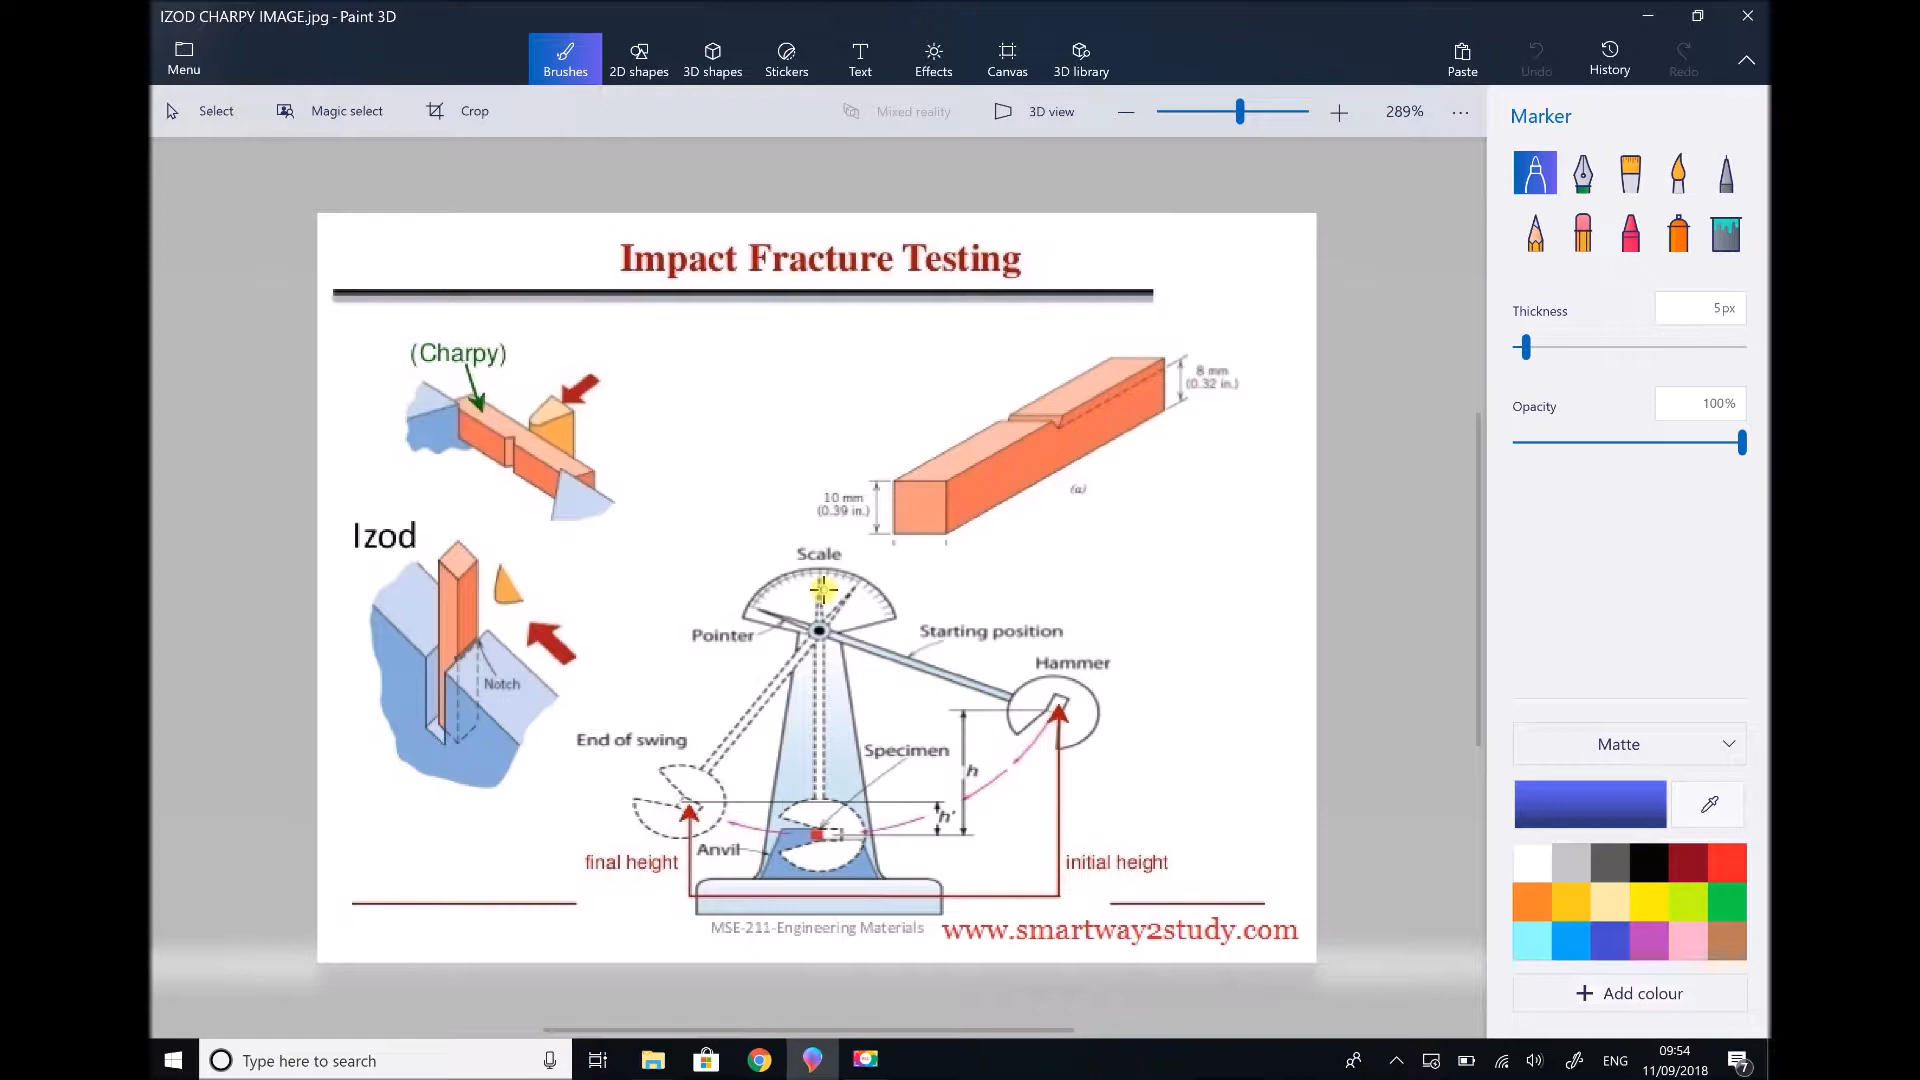 IZOD CHARPY IMAGE.jpg - Paint 3D
Menu
Brushes
2D shapes
3D shapes
Stickers
Text
Effects
Canvas
3D library
Paste
Undo
History
Redo
Select
Magic select
Crop
Mixed reality
3D view
289%
Marker
Thickness
5px
Opacity
100%
Matte
Add colour
Impact Fracture Testing
(Charpy)
8 mm
(0.32 in.)
10 mm
(0.39 in.)
(a)
Izod
Notch
Scale
Pointer
Starting position
Hammer
End of swing
Specimen
h
h'
Anvil
final height
initial height
MSE-211-Engineering Materials
www.smartway2study.com
Type here to search
ENG
09:54
11/09/2018
7